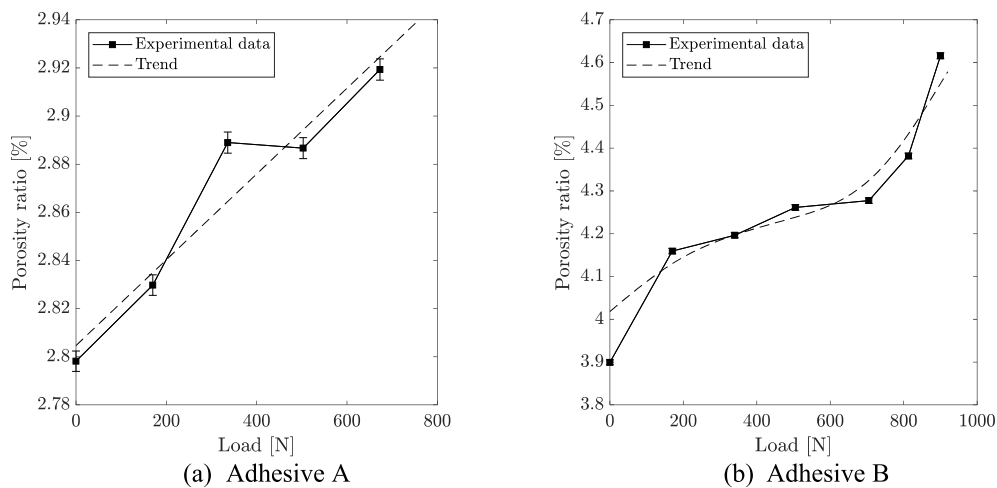 2.94
2.92
2.9
2.88
2.86
2.84
2.82
2.8
2.78
Porosity ratio [%]
Experimental data
Trend
0 200 400 600 800
Load [N]
(a) Adhesive A
4.7
4.6
4.5
4.4
4.3
4.2
4.1
4
3.9
3.8
Porosity ratio [%]
Experimental data
Trend
0 200 400 600 800 1000
Load [N]
(b) Adhesive B